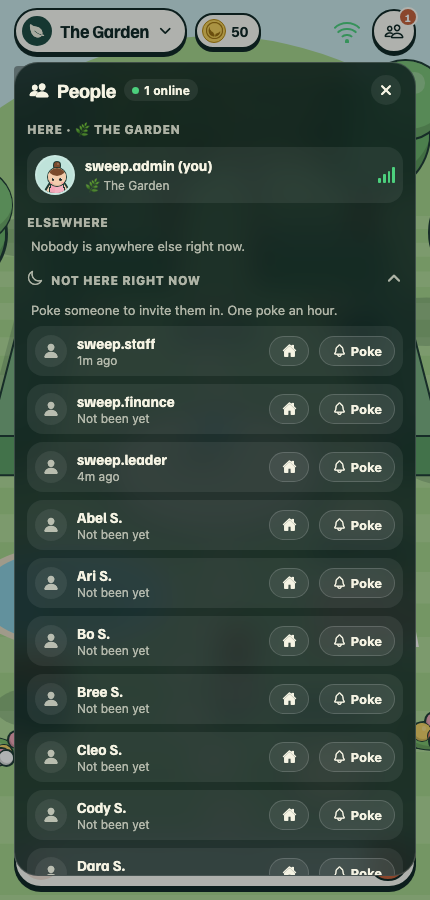 The Garden
50
1
People
1 online
HERE · THE GARDEN
sweep.admin (you)
The Garden
ELSEWHERE
Nobody is anywhere else right now.
NOT HERE RIGHT NOW
Poke someone to invite them in. One poke an hour.
sweep.staff
1m ago
Poke
sweep.finance
Not been yet
Poke
sweep.leader
4m ago
Poke
Abel S.
Not been yet
Poke
Ari S.
Not been yet
Poke
Bo S.
Not been yet
Poke
Bree S.
Not been yet
Poke
Cleo S.
Not been yet
Poke
Cody S.
Not been yet
Poke
Dara S.
Poke